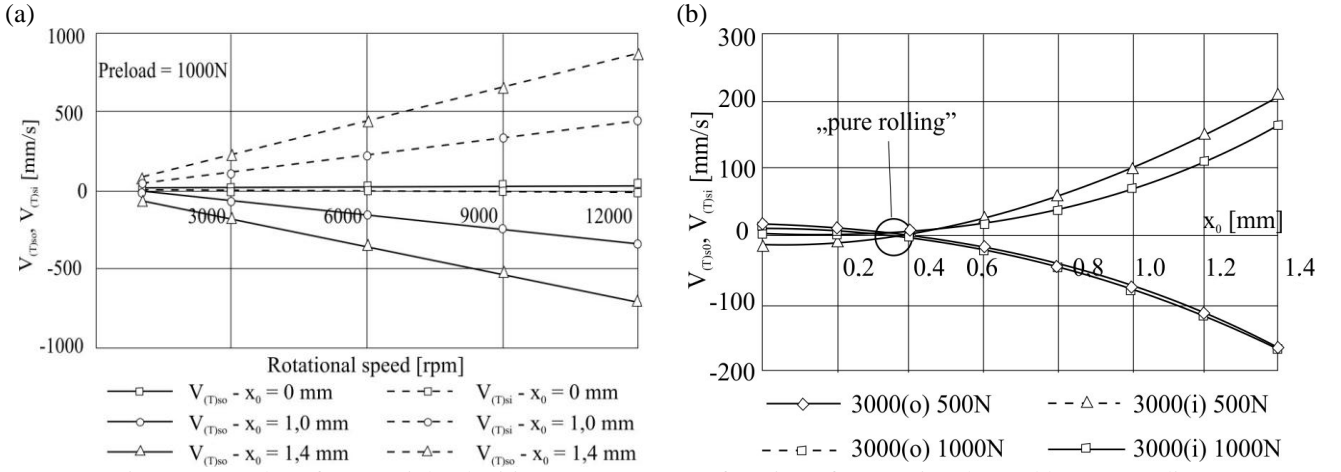 (a)
1000
500
0
-500
-1000
V(T)so, V(T)si [mm/s]
Preload = 1000N
3000
6000
9000
12000
Rotational speed [rpm]
V(T)so - x0 = 0 mm
V(T)si - x0 = 0 mm
V(T)so - x0 = 1,0 mm
V(T)si - x0 = 1,0 mm
V(T)so - x0 = 1,4 mm
V(T)si - x0 = 1,4 mm
(b)
300
200
100
0
-100
-200
V(T)s0, V(T)si [mm/s]
„pure rolling”
x0 [mm]
0.2
0.4
0.6
0.8
1.0
1.2
1.4
3000(o) 500N
3000(i) 500N
3000(o) 1000N
3000(i) 1000N